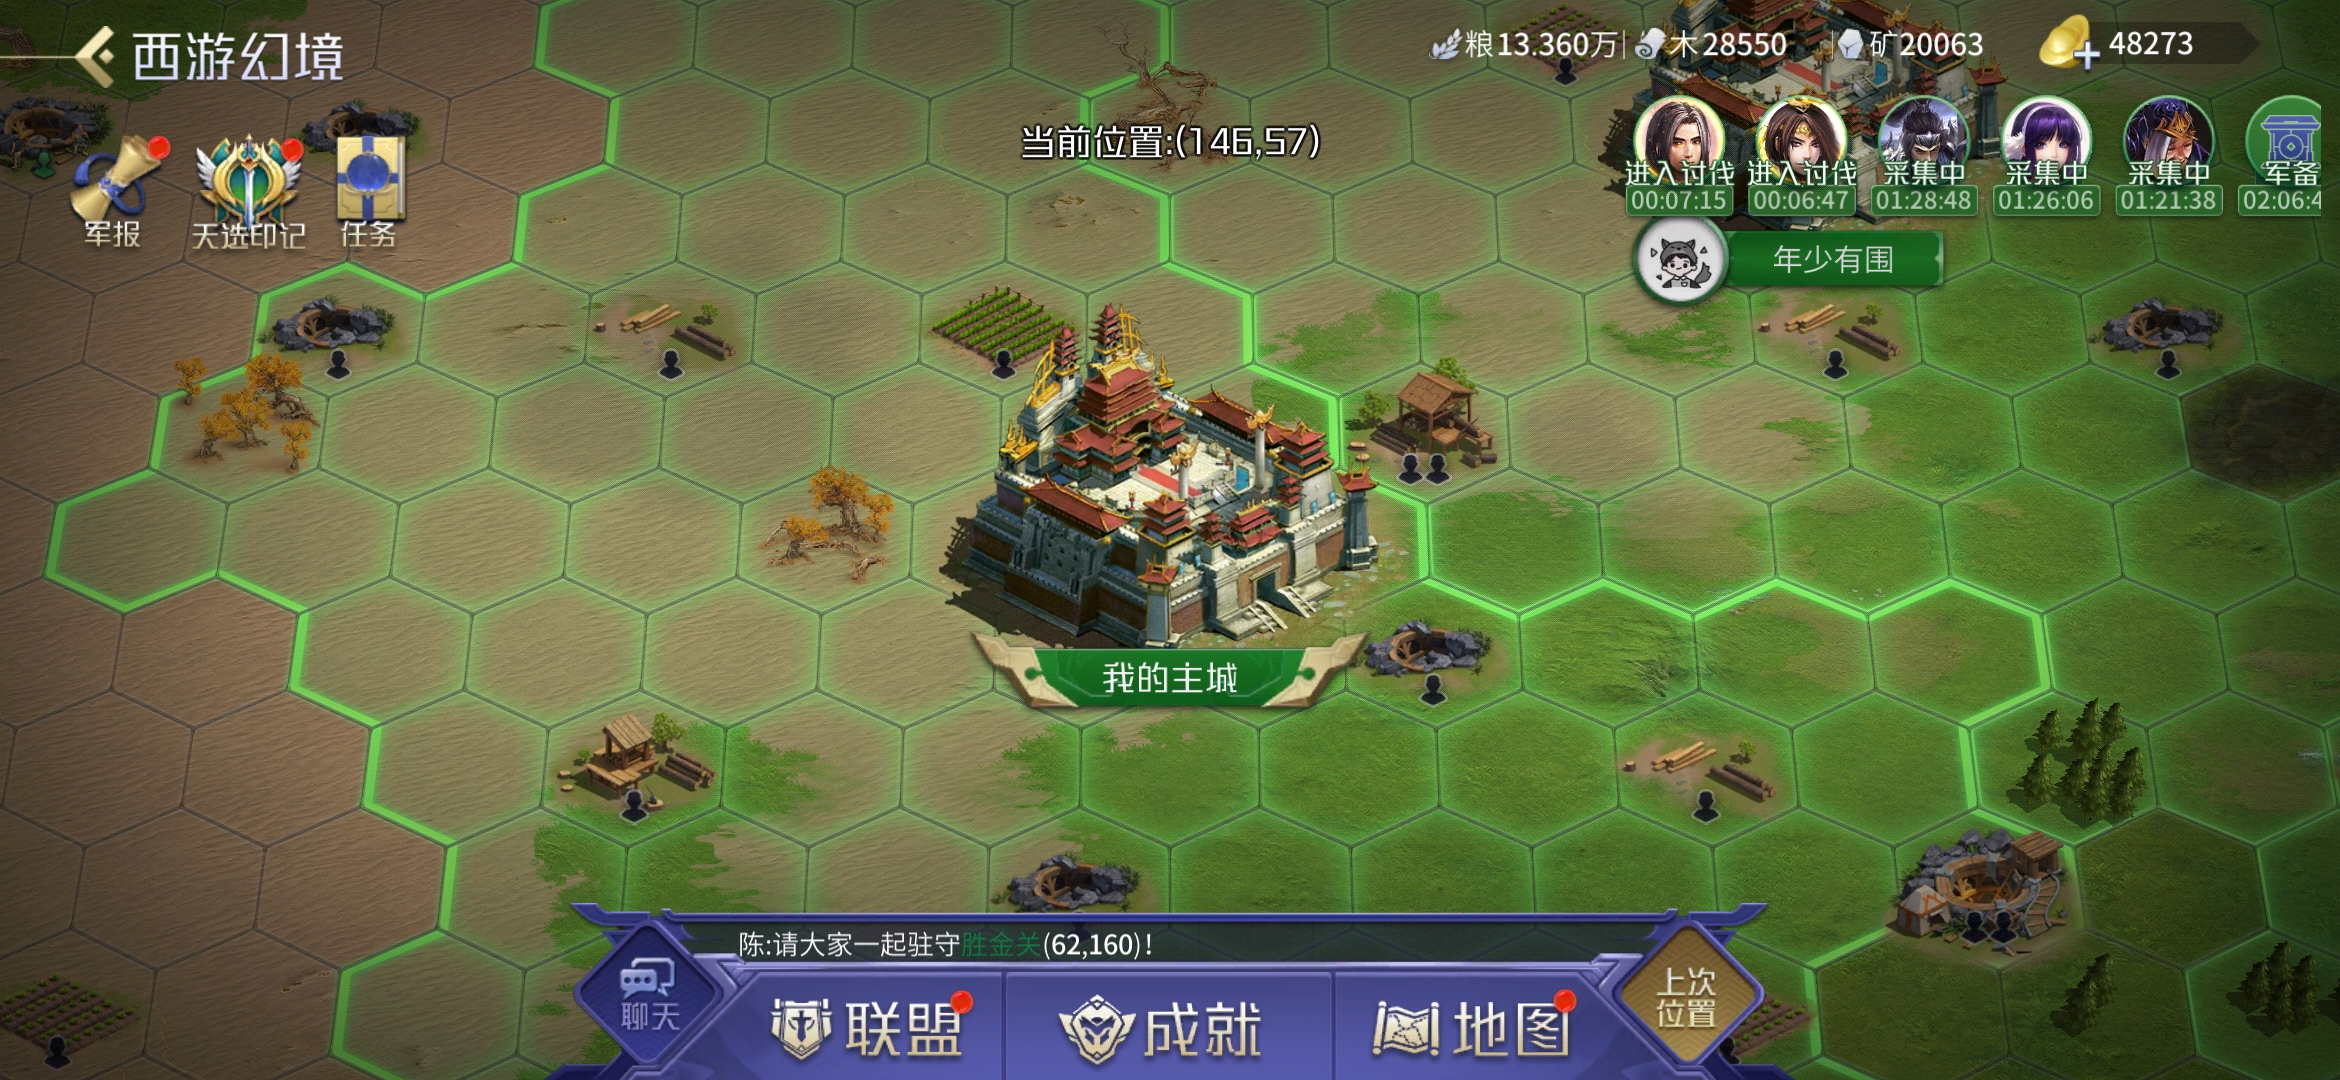 西游幻境
粮13.360万
木28550
矿20063
48273
军报
天选印记
任务
当前位置:(146,57)
进入讨伐
00:07:15
进入讨伐
00:06:47
采集中
01:28:48
采集中
01:26:06
采集中
01:21:38
军备
02:06:4
年少有围
我的主城
陈:请大家一起驻守胜金关(62,160)!
聊天
联盟
成就
地图
上次
位置